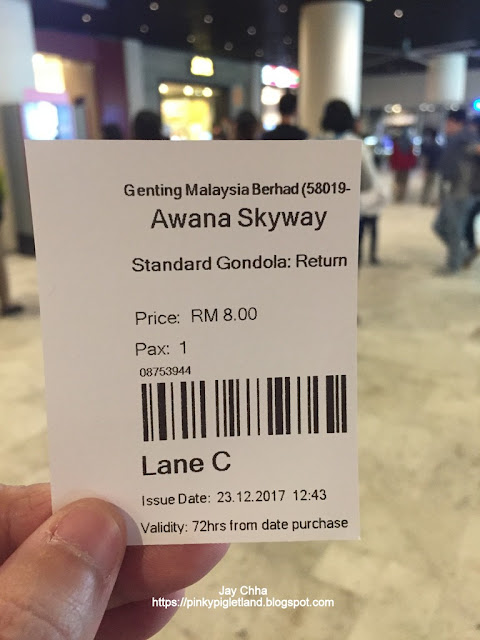 Genting Malaysia Berhad (58019-
Awana Skyway
Standard Gondola: Return
Price: RM 8.00
Pax: 1
08753944
Lane C
Issue Date: 23.12.2017 12:43
Validity: 72hrs from date purchase
Jay Chha
https://pinkypigletland.blogspot.com/